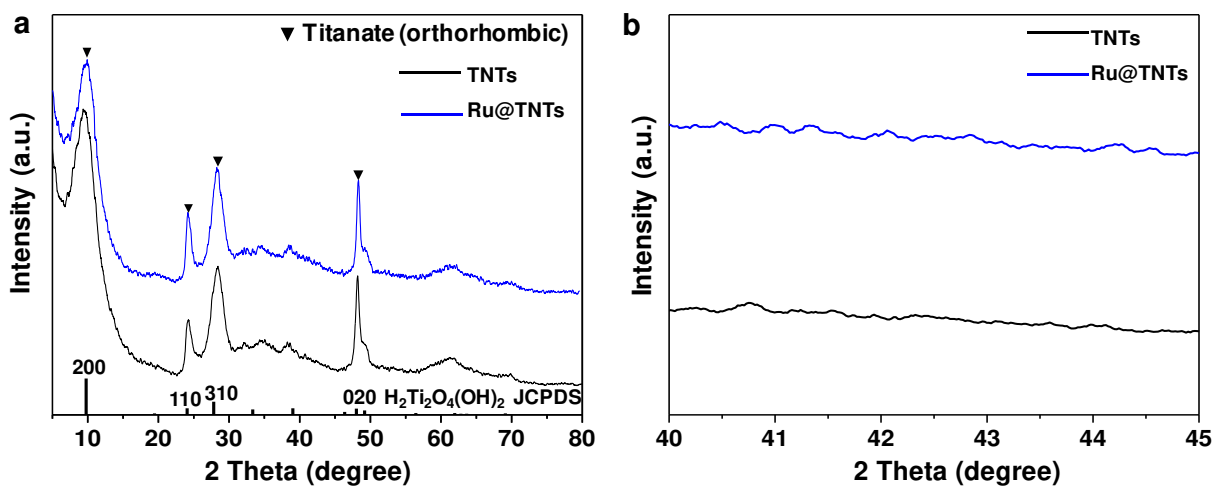 a
▼ Titanate (orthorhombic)
TNTs
Ru@TNTs
Intensity (a.u.)
200
110
310
020 H₂Ti₂O₄(OH)₂ JCPDS
10 20 30 40 50 60 70 80
2 Theta (degree)
b
TNTs
Ru@TNTs
Intensity (a.u.)
40 41 42 43 44 45
2 Theta (degree)